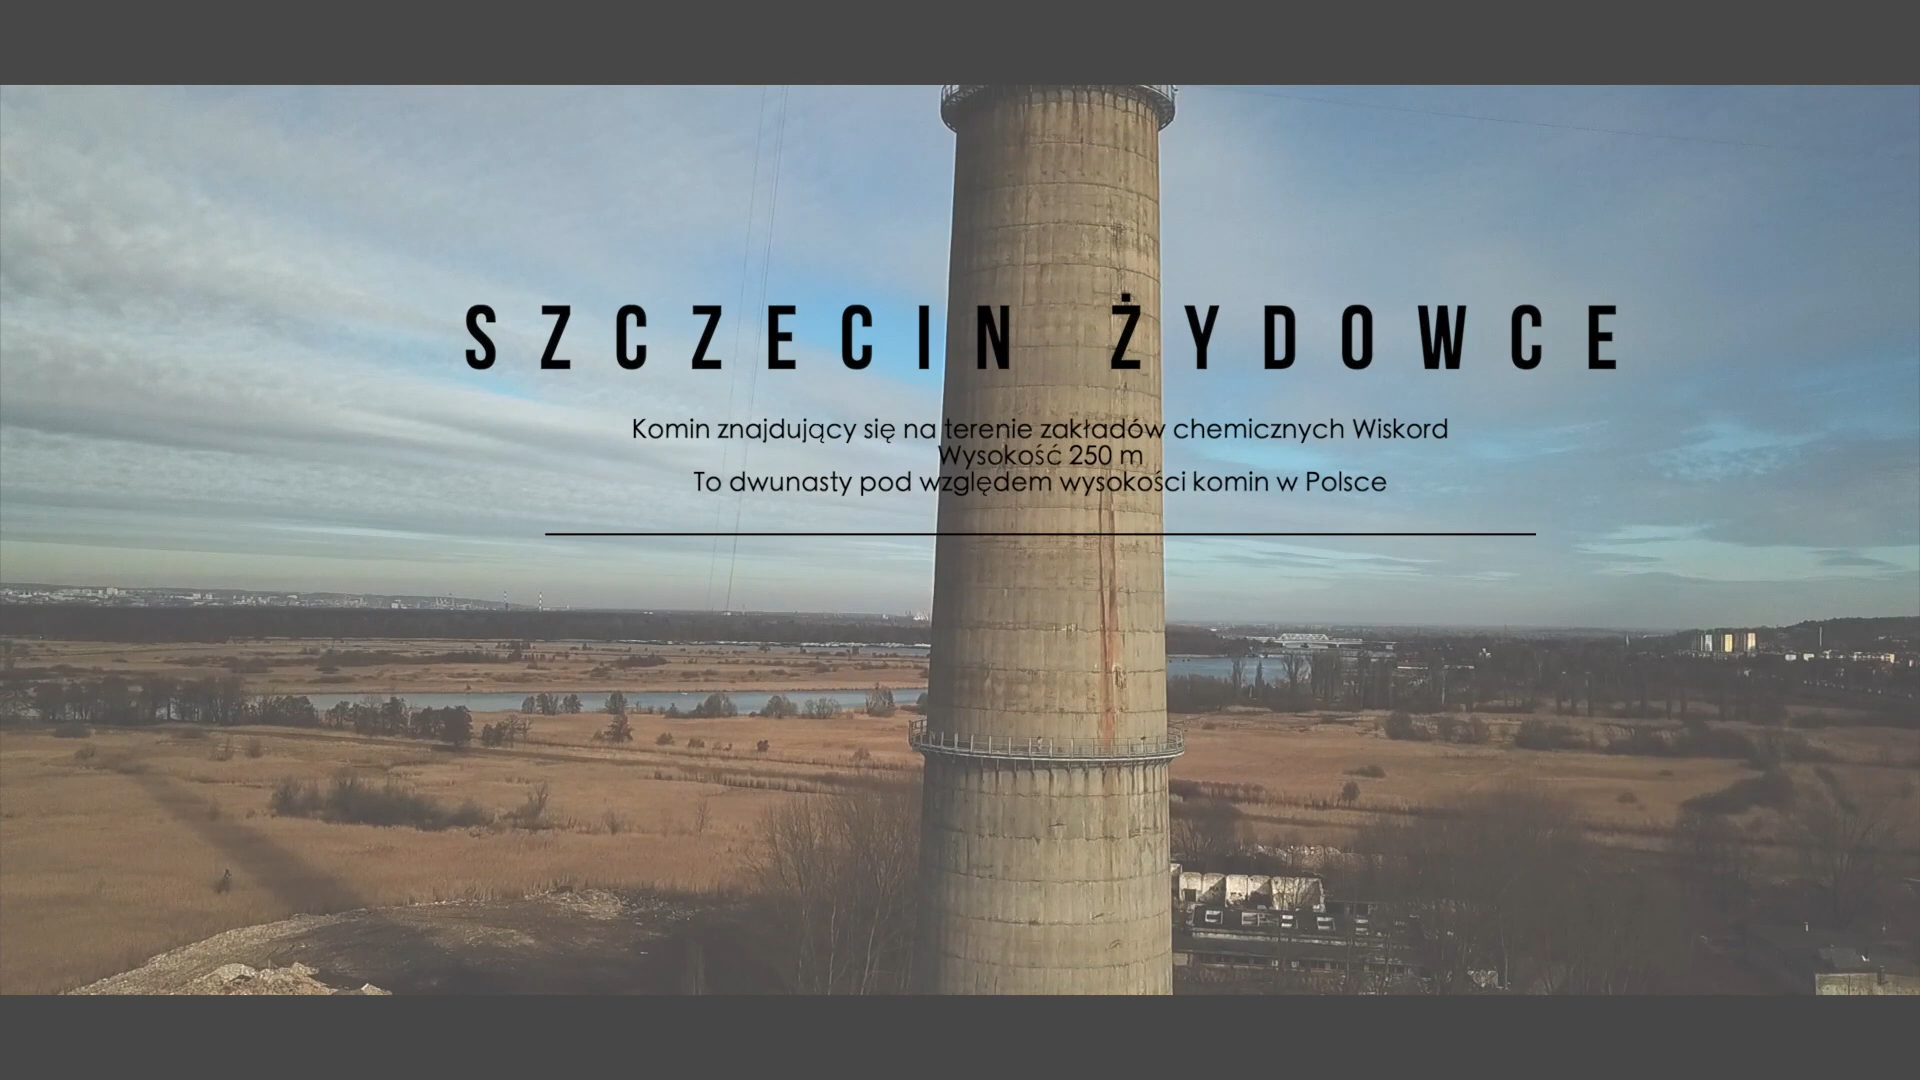 SZCZECIN ŻYDOWCE
Komin znajdujący się na terenie zakładów chemicznych Wiskord
Wysokość 250 m
To dwunasty pod względem wysokości komin w Polsce